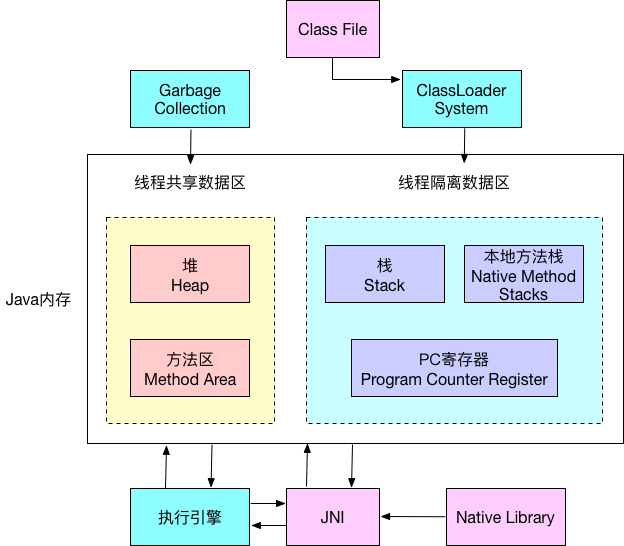 Class File
Garbage
Collection
ClassLoader
System
线程共享数据区
线程隔离数据区
堆
Heap
栈
Stack
本地方法栈
Native Method
Stacks
Java内存
方法区
Method Area
PC寄存器
Program Counter Register
执行引擎
JNI
Native Library